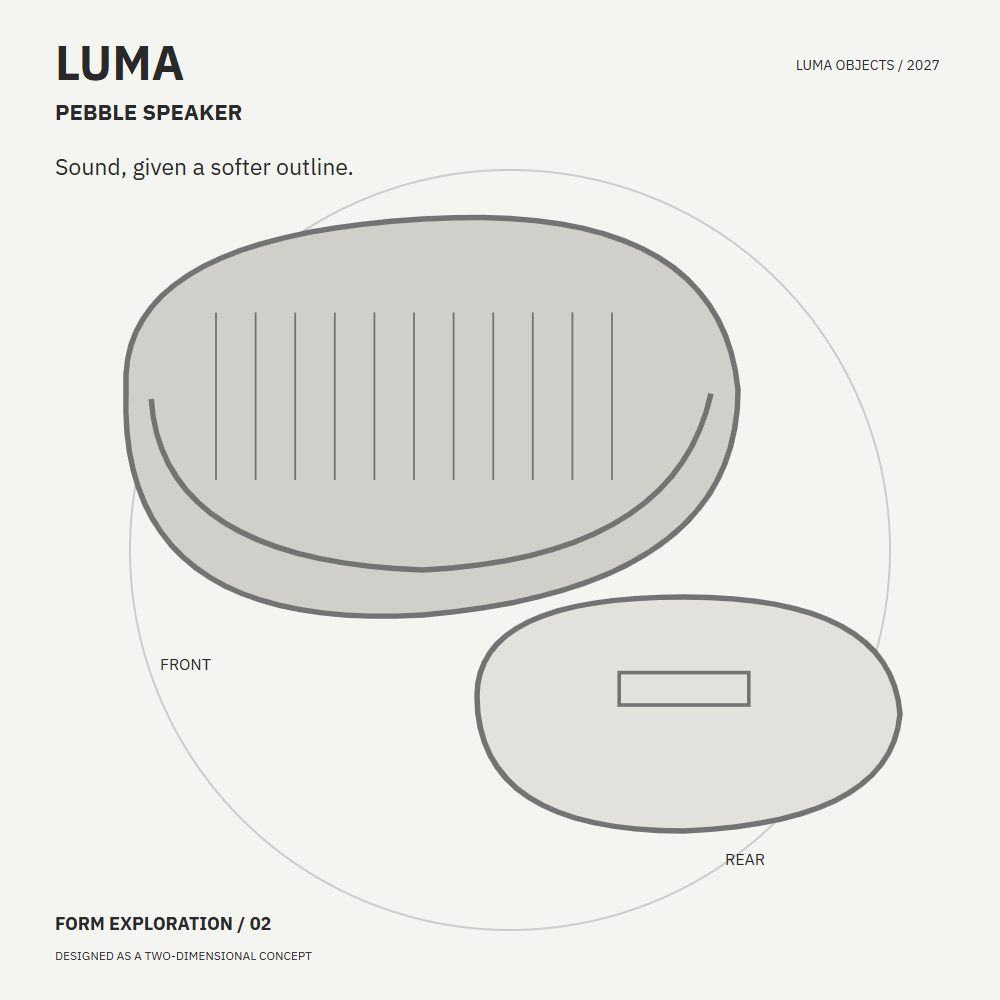 LUMA
LUMA OBJECTS / 2027
PEBBLE SPEAKER
Sound, given a softer outline.
FRONT
REAR
FORM EXPLORATION / 02
DESIGNED AS A TWO-DIMENSIONAL CONCEPT